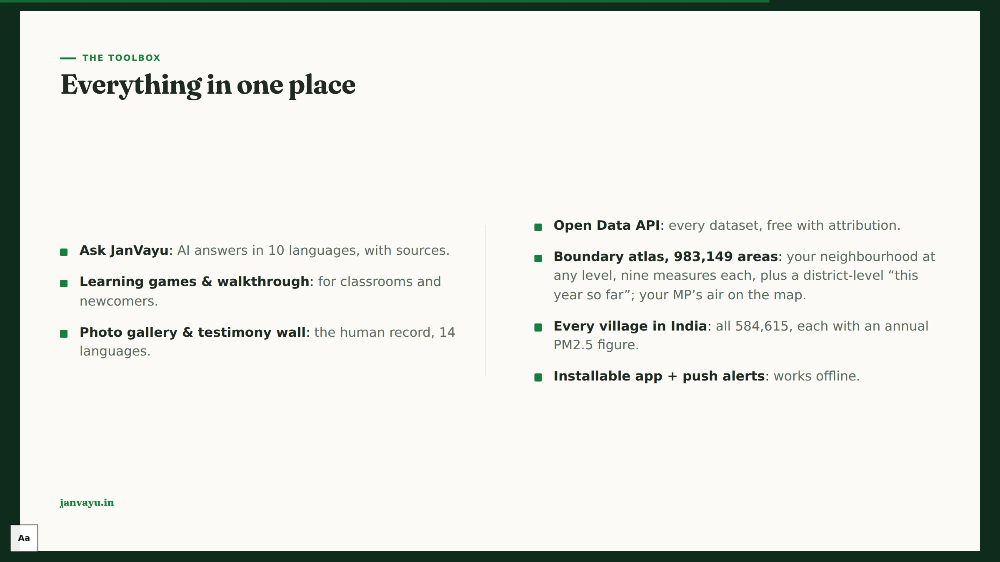 THE TOOLBOX
Everything in one place
Ask JanVayu: AI answers in 10 languages, with sources.
Learning games & walkthrough: for classrooms and
newcomers.
Photo gallery & testimony wall: the human record, 14
languages.
Open Data API: every dataset, free with attribution.
Boundary atlas, 983,149 areas: your neighbourhood at
any level, nine measures each, plus a district-level “this
year so far”; your MP’s air on the map.
Every village in India: all 584,615, each with an annual
PM2.5 figure.
Installable app + push alerts: works offline.
janvayu.in
Aa